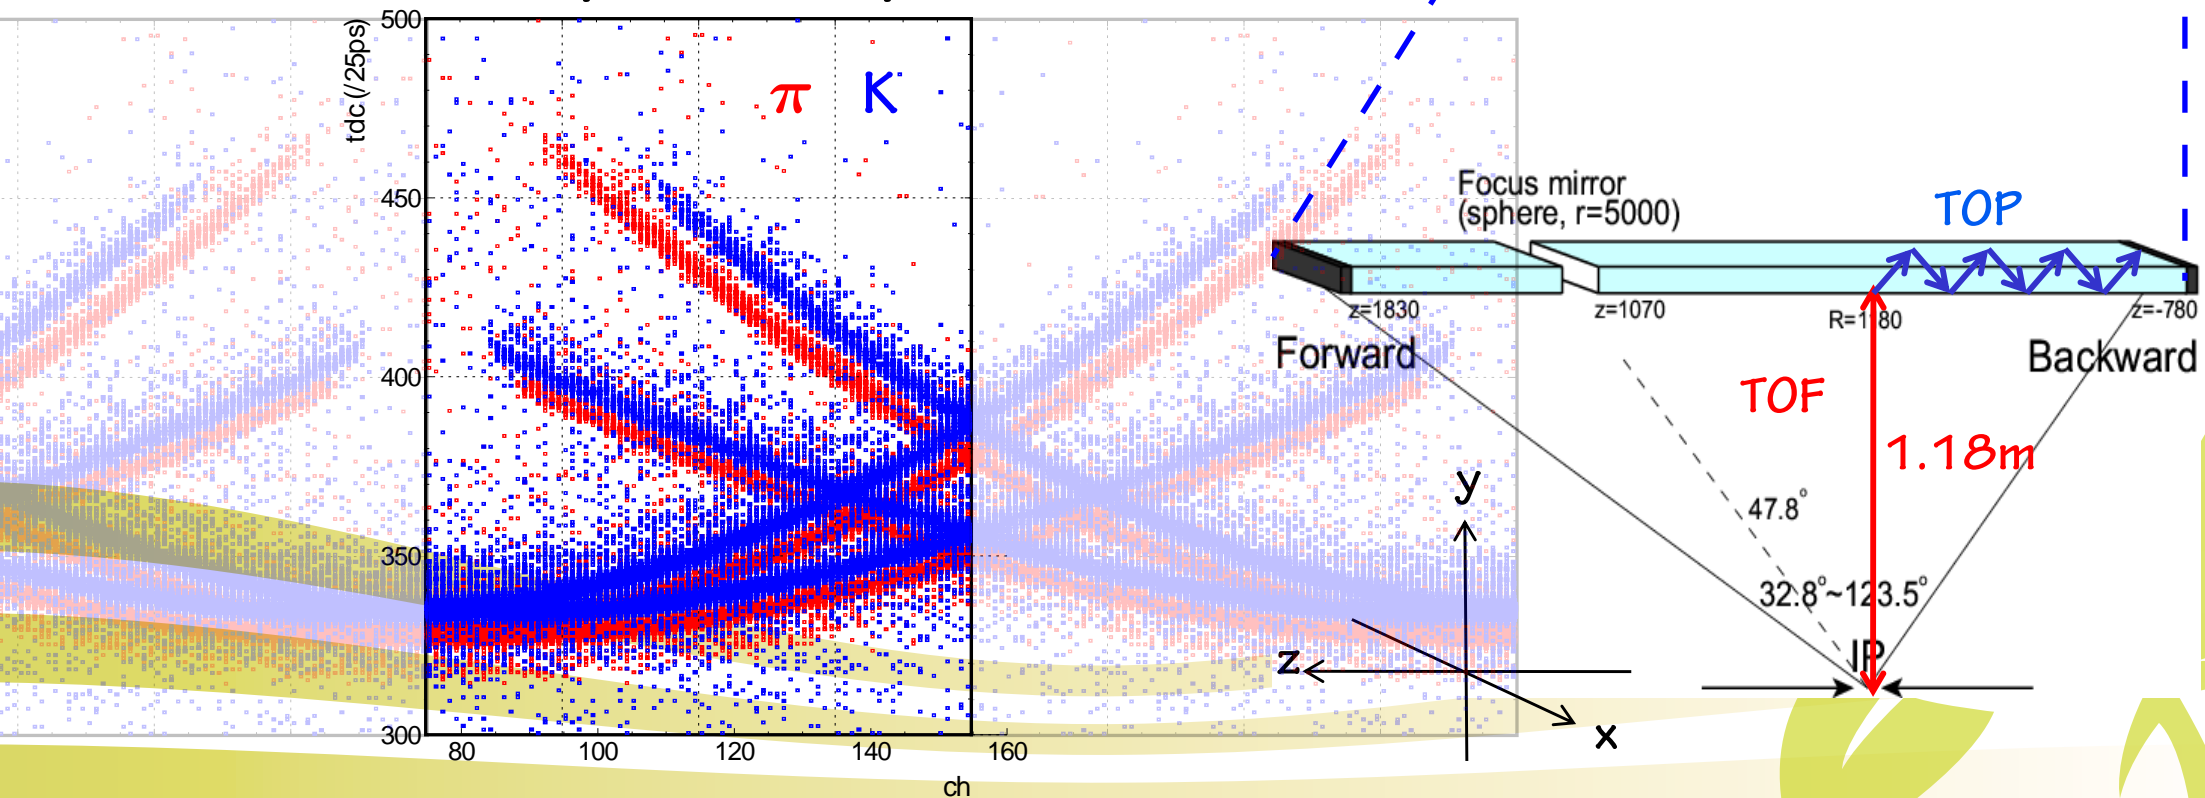 500
tdc (/25ps)
π K
450
400
350
300
80 100 120 140 160
ch
Focus mirror
(sphere, r=5000)
TOP
z=1830
z=1070
R=1180
z=-780
Forward
Backward
TOF
1.18m
47.8°
32.8°~123.5°
IP
y
z
x